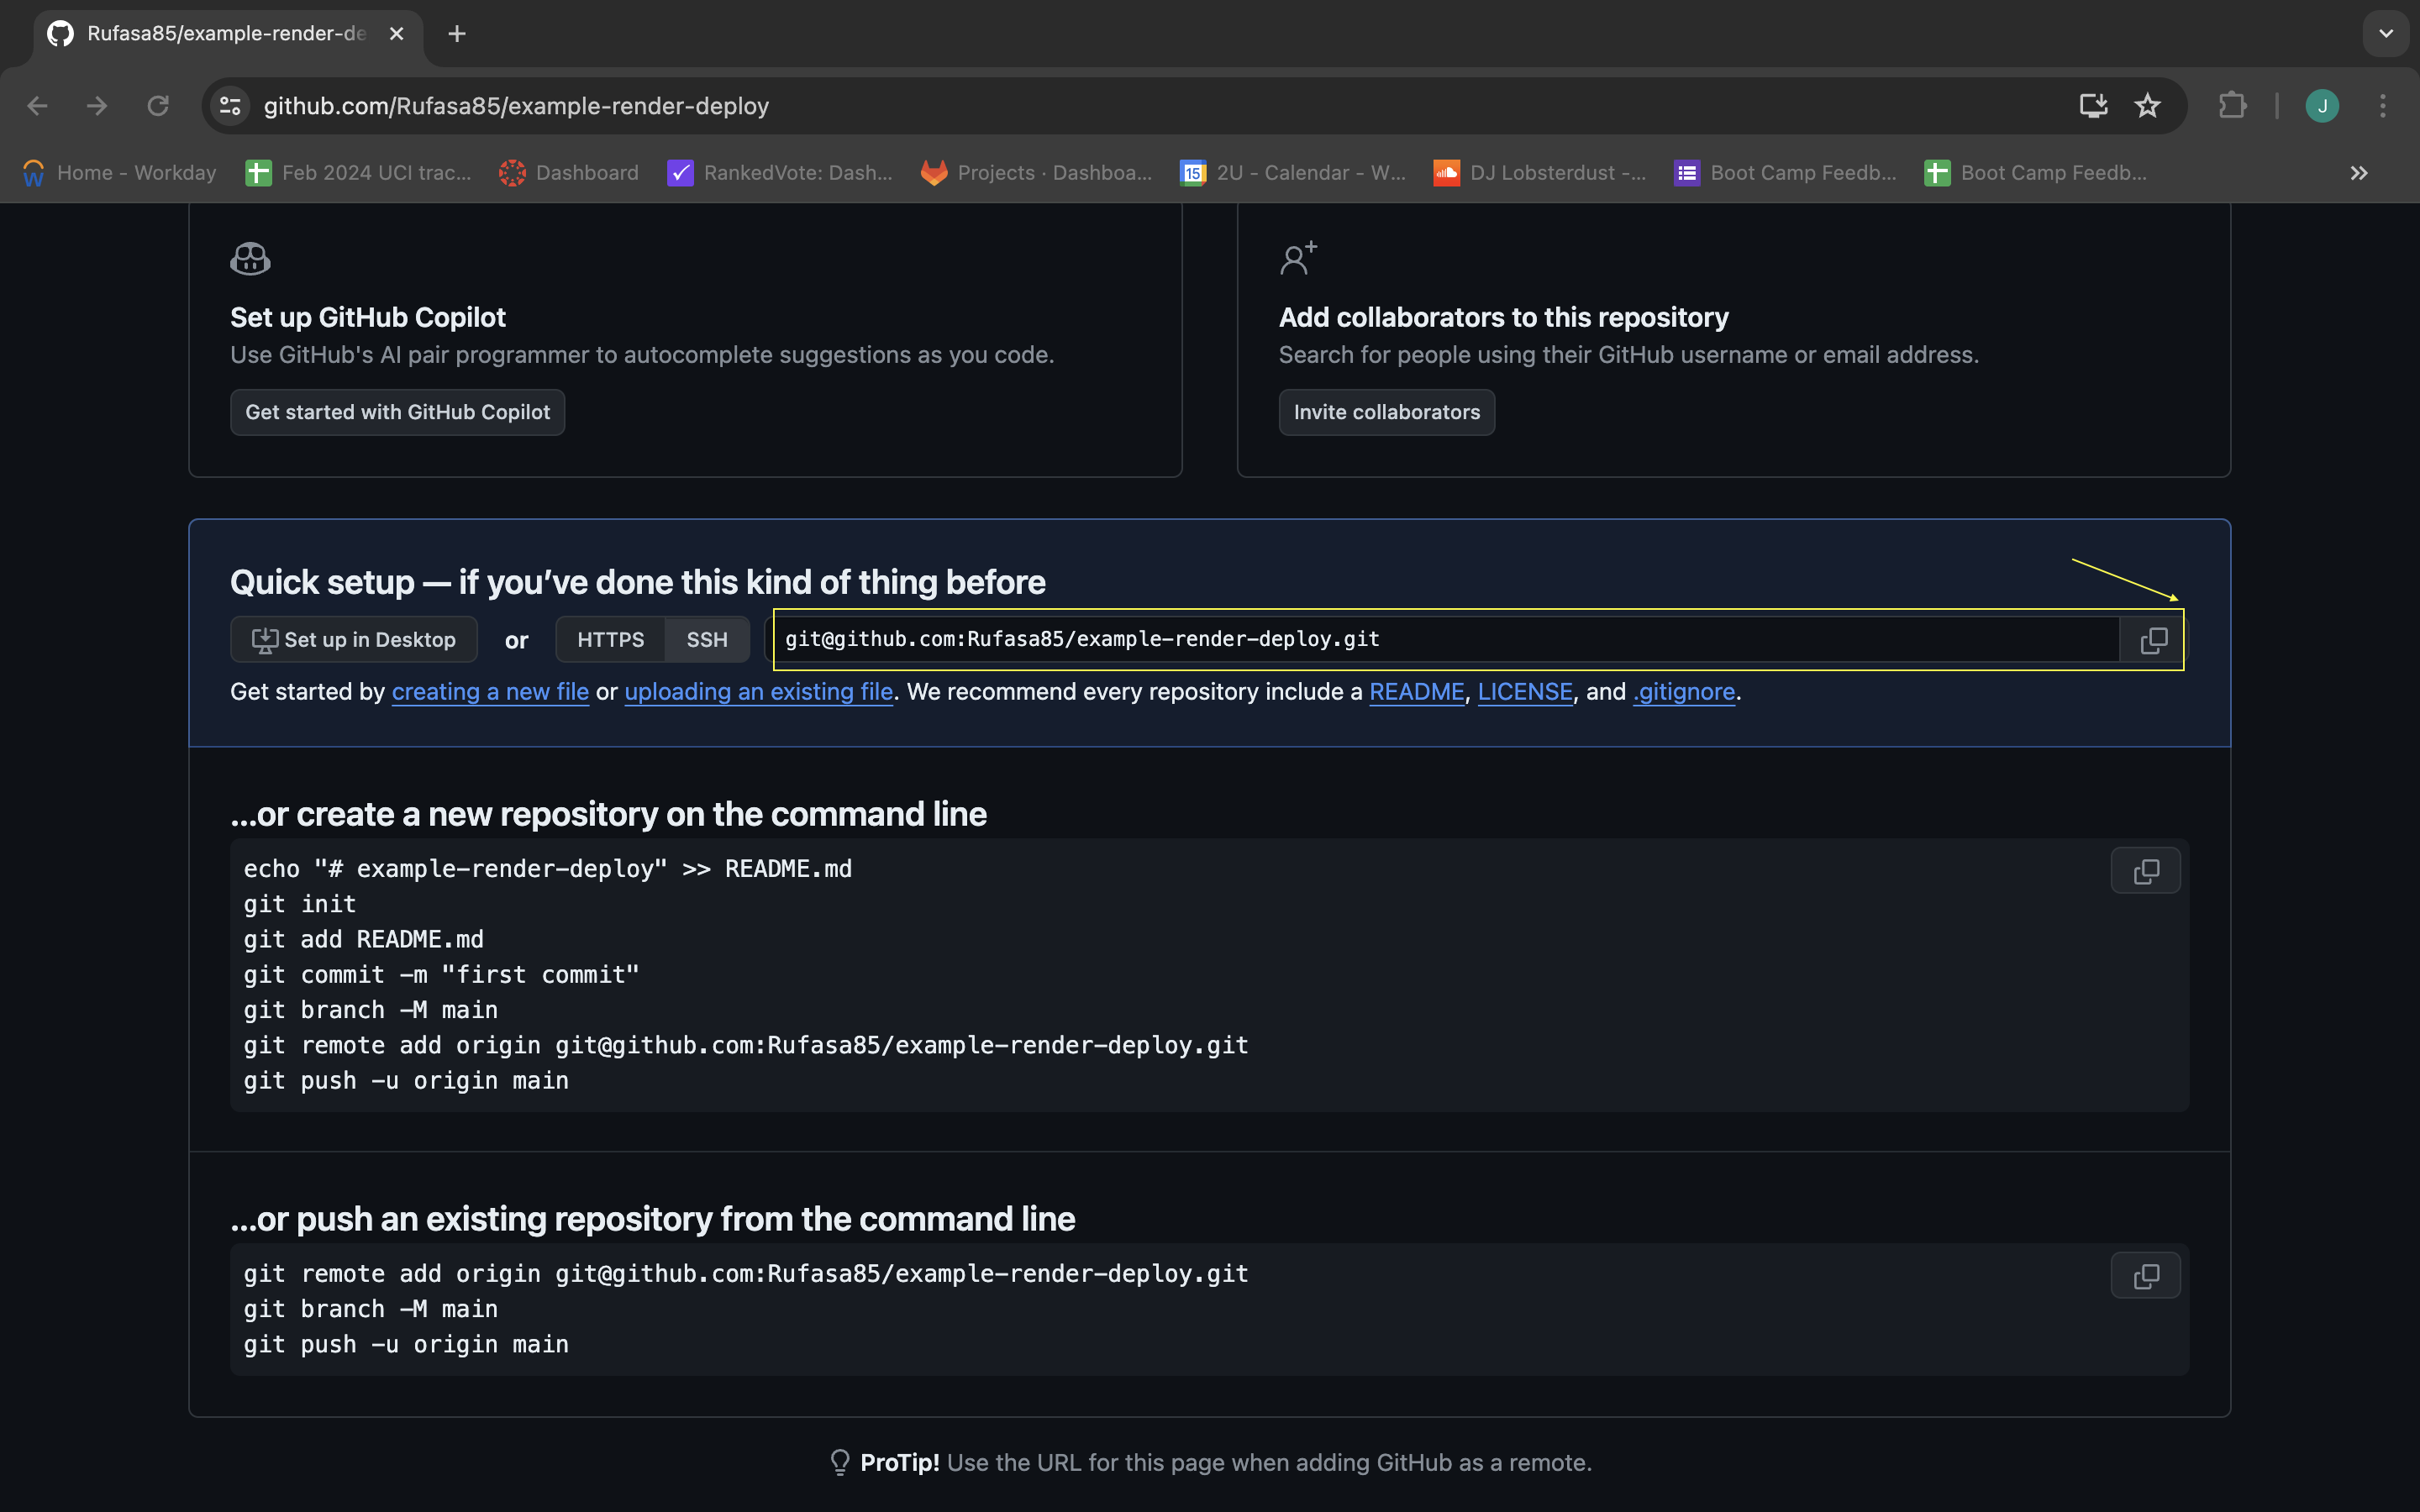 Rufasa85/example-render-de
github.com/Rufasa85/example-render-deploy
J
Home - Workday
Feb 2024 UCI trac...
Dashboard
RankedVote: Dash...
Projects · Dashboa...
15
2U - Calendar - W...
DJ Lobsterdust -...
Boot Camp Feedb...
Boot Camp Feedb...
Set up GitHub Copilot
Use GitHub's AI pair programmer to autocomplete suggestions as you code.
Get started with GitHub Copilot
Add collaborators to this repository
Search for people using their GitHub username or email address.
Invite collaborators
Quick setup — if you’ve done this kind of thing before
Set up in Desktop or HTTPS SSH git@github.com:Rufasa85/example-render-deploy.git
Get started by creating a new file or uploading an existing file. We recommend every repository include a README, LICENSE, and .gitignore.
...or create a new repository on the command line
echo "# example-render-deploy" >> README.md
git init
git add README.md
git commit -m "first commit"
git branch -M main
git remote add origin git@github.com:Rufasa85/example-render-deploy.git
git push -u origin main
...or push an existing repository from the command line
git remote add origin git@github.com:Rufasa85/example-render-deploy.git
git branch -M main
git push -u origin main
ProTip! Use the URL for this page when adding GitHub as a remote.